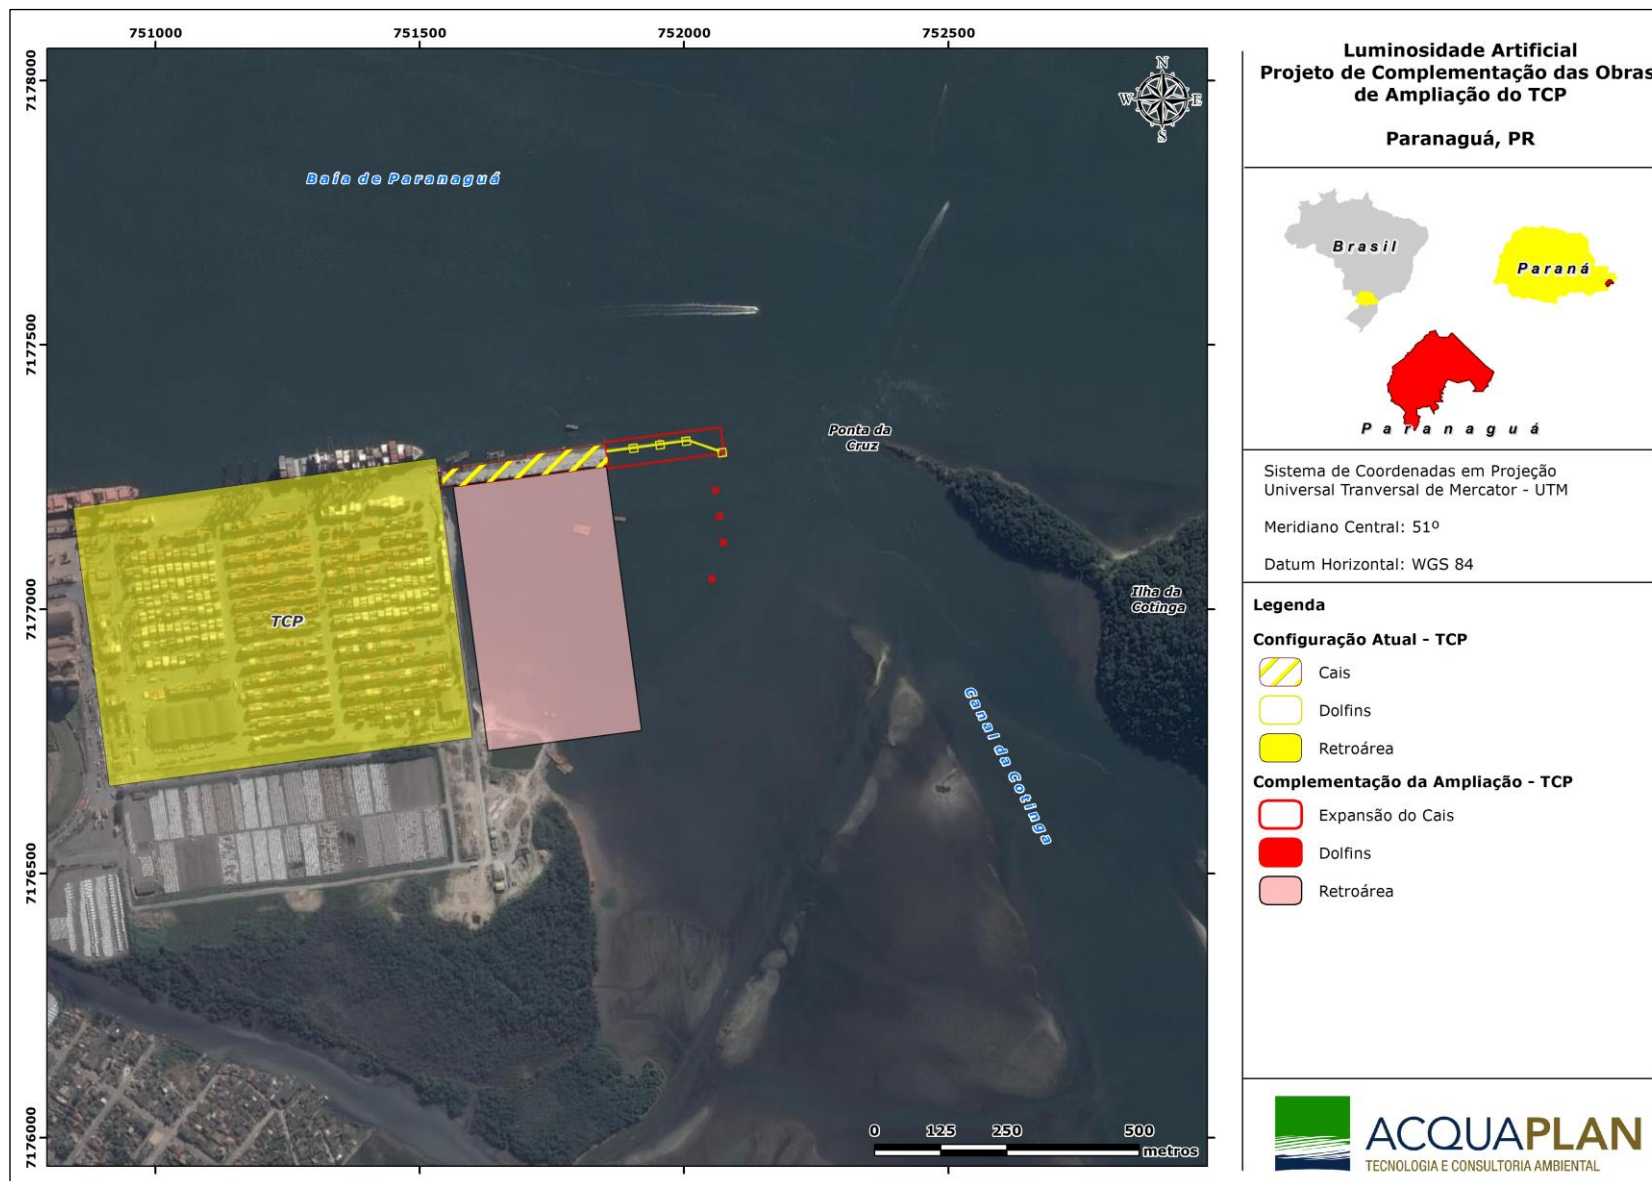 751000
751500
752000
752500
7178000
7177500
7177000
7176500
7176000
N
W
E
S
Baia de Paranaguá
Ponta da
Cruz
Ilha da
Cotinga
TCP
Canal da Cotinga
0
125
250
500
metros
Luminosidade Artificial
Projeto de Complementação das Obras
de Ampliação do TCP
Paranaguá, PR
Brasil
Paraná
Paranaguá
Sistema de Coordenadas em Projeção
Universal Tranversal de Mercator - UTM
Meridiano Central: 51º
Datum Horizontal: WGS 84
Legenda
Configuração Atual - TCP
Cais
Dolfins
Retroárea
Complementação da Ampliação - TCP
Expansão do Cais
Dolfins
Retroárea
ACQUAPLAN
TECNOLOGIA E CONSULTORIA AMBIENTAL